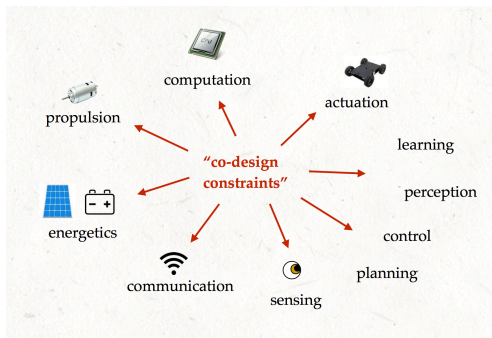 computation
actuation
propulsion
learning
“co-design
constraints”
perception
energetics
control
planning
communication
sensing